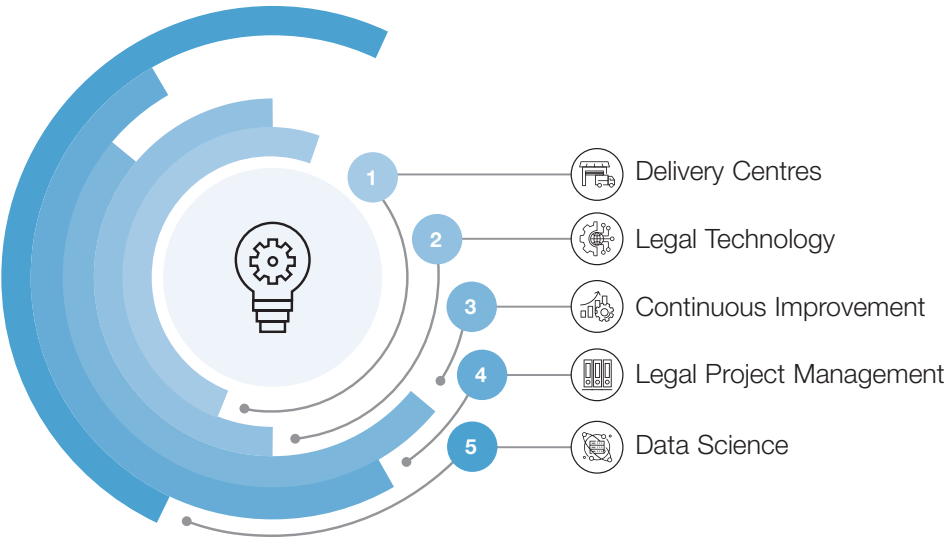 1 Delivery Centres
2 Legal Technology
3 Continuous Improvement
4 Legal Project Management
5 Data Science